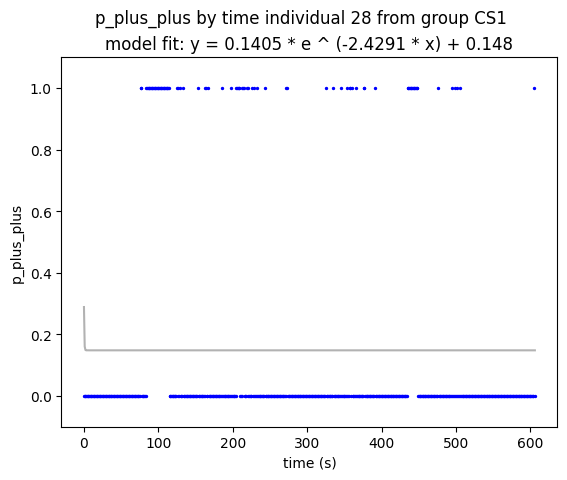 p_plus_plus by time individual 28 from group CS1
model fit: y = 0.1405 * e ^ (-2.4291 * x) + 0.148
1.0
0.8
0.6
0.4
0.2
0.0
p_plus_plus
0 100 200 300 400 500 600
time (s)